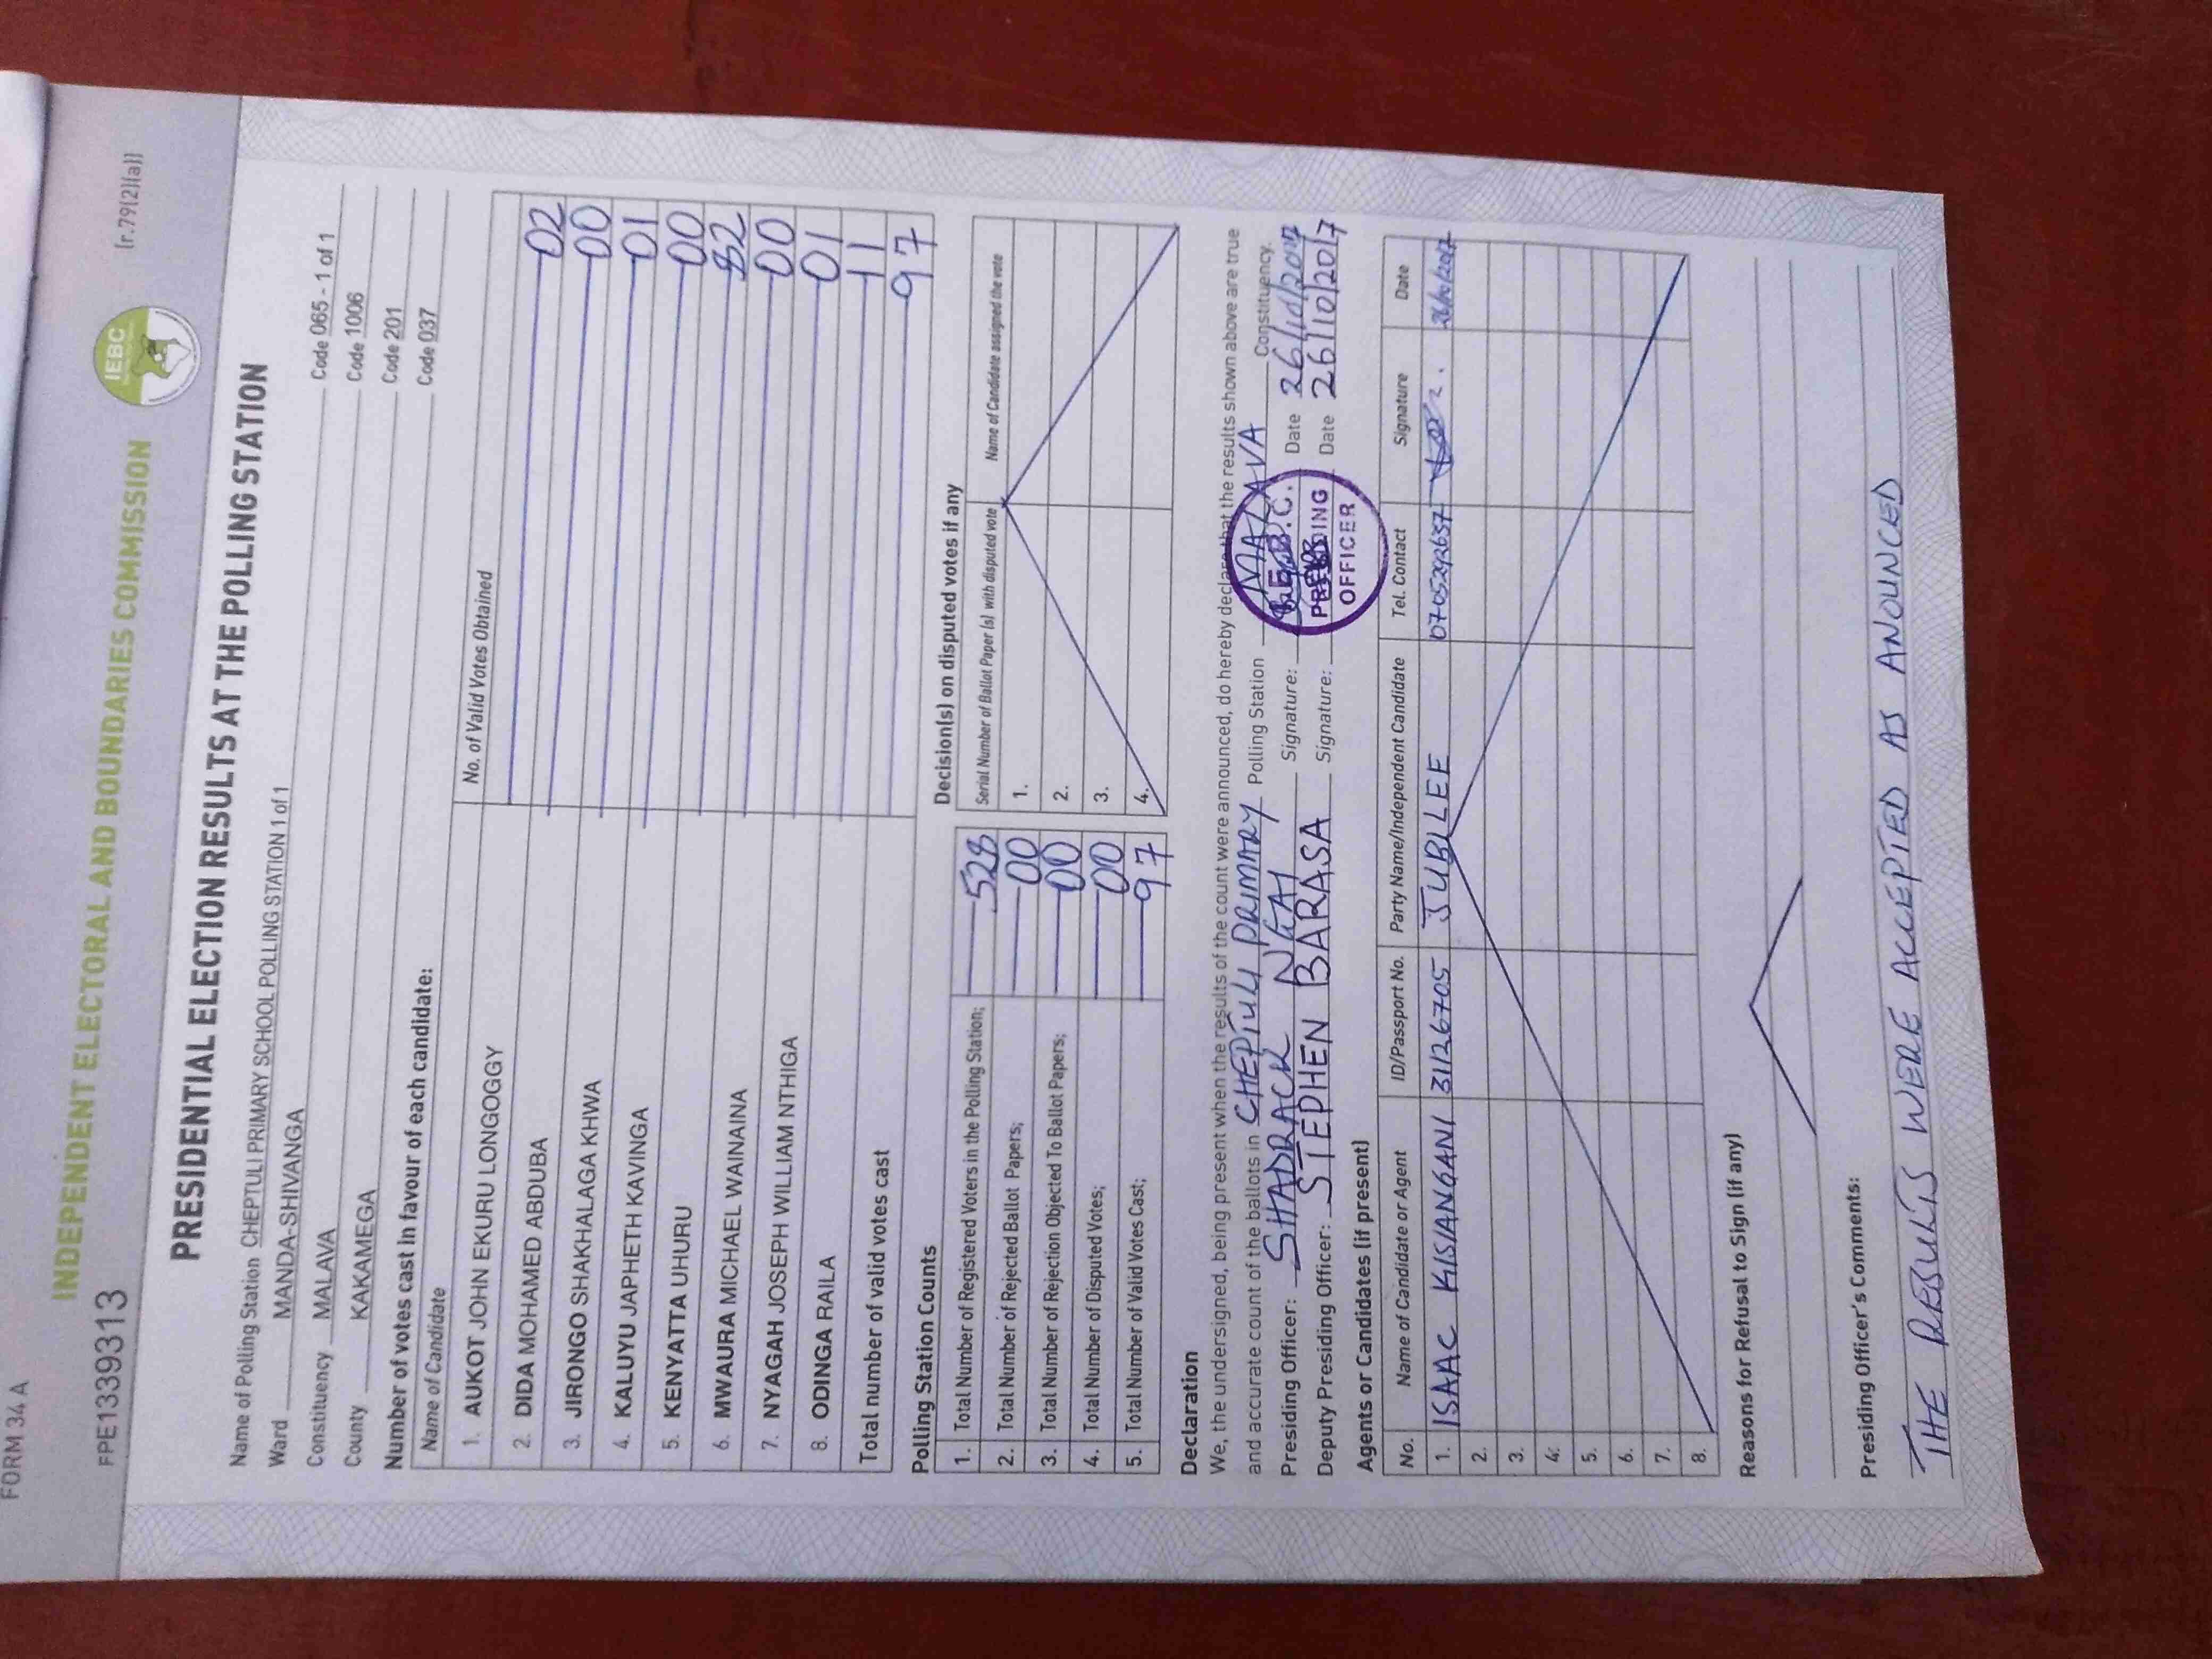 FORM 34 A
INDEPENDENT ELECTORAL AND BOUNDARIES COMMISSION
IEBC
FPE1339313
(r.79(2)(a))
PRESIDENTIAL ELECTION RESULTS AT THE POLLING STATION
Name of Polling Station CHEPTULI PRIMARY SCHOOL POLLING STATION 1 of 1 Code 065 - 1 of 1
Ward MANDA-SHIVANGA Code 1006
Constituency MALAVA Code 201
County KAKAMEGA Code 037
Number of votes cast in favour of each candidate:
Name of Candidate No. of Valid Votes Obtained
1. AUKOT JOHN EKURU LONGOGGY 02
2. DIDA MOHAMED ABDUBA 00
3. JIRONGO SHAKHALAGA KHWA 01
4. KALUYU JAPHETH KAVINGA 00
5. KENYATTA UHURU 82
6. MWAURA MICHAEL WAINAINA 00
7. NYAGAH JOSEPH WILLIAM NTHIGA 01
8. ODINGA RAILA 11
Total number of valid votes cast 97
Polling Station Counts
1. Total Number of Registered Voters in the Polling Station; 528
2. Total Number of Rejected Ballot Papers; 00
3. Total Number of Rejection Objected To Ballot Papers; 00
4. Total Number of Disputed Votes; 00
5. Total Number of Valid Votes Cast; 97
Decision(s) on disputed votes if any
Serial Number of Ballot Paper (s) with disputed vote Name of Candidate assigned the vote
1.
2.
3.
4.
Declaration
We, the undersigned, being present when the results of the count were announced, do hereby declare that the results shown above are true
and accurate count of the ballots in CHEPTULI PRIMARY Polling Station MALAVA Constituency.
Presiding Officer: SHADRACK Signature: Date 26/10/2017
Deputy Presiding Officer: STEPHEN BARASA Signature: Date 26/10/2017
I.E.B.C.
PRESIDING
OFFICER
Agents or Candidates (if present)
No. Name of Candidate or Agent ID/Passport No. Party Name/Independent Candidate Tel. Contact Signature Date
1. ISAAC KISIANGANI 31126705 JUBILEE 0705292657 26/10/2017
2.
3.
4.
5.
6.
7.
8.
Reasons for Refusal to Sign (if any)
Presiding Officer's Comments:
THE RESULTS WERE ACCEPTED AS ANOUNCED